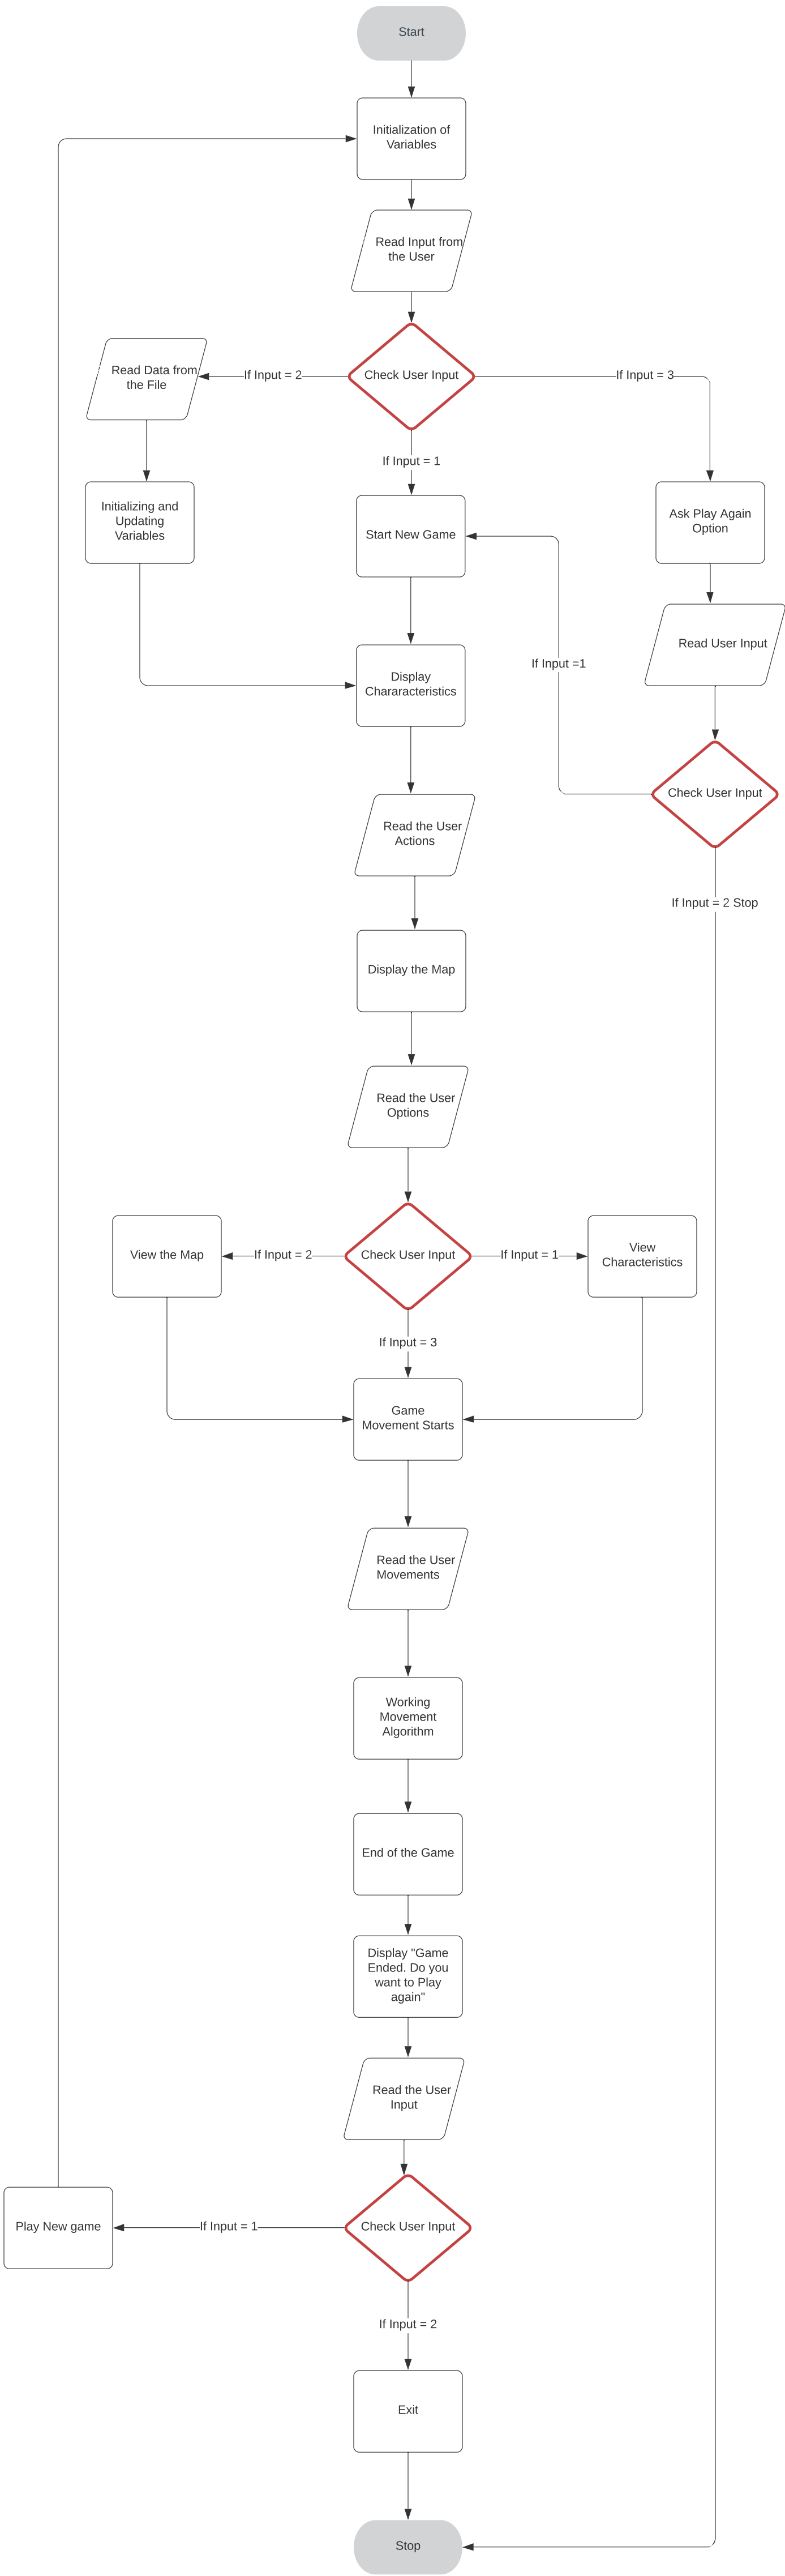 Start
Initialization of
Variables
Read Input from
the User
Read Data from
the File
If Input = 2
Check User Input
If Input = 3
If Input = 1
Initializing and
Updating
Variables
Start New Game
Ask Play Again
Option
Read User Input
If Input =1
Display
Chararacteristics
Check User Input
Read the User
Actions
If Input = 2 Stop
Display the Map
Read the User
Options
View the Map
If Input = 2
Check User Input
If Input = 1
View
Characteristics
If Input = 3
Game
Movement Starts
Read the User
Movements
Working
Movement
Algorithm
End of the Game
Display "Game
Ended. Do you
want to Play
again"
Read the User
Input
Play New game
If Input = 1
Check User Input
If Input = 2
Exit
Stop